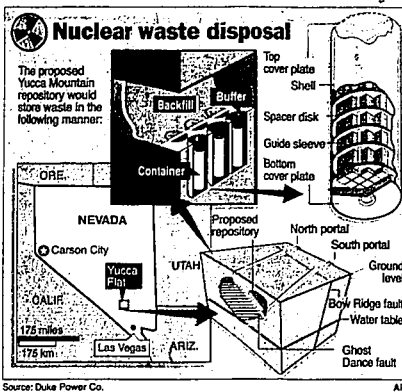 Nuclear waste disposal
The proposed
Yucca Mountain
repository would
store waste in the
following manner:
Backfill
Buffer
Container
Top
cover plate
Shell
Spacer disk
Guide sleeve
Bottom
cover plate
ORE.
NEVADA
Carson City
UTAH
Yucca
Flat
CALIF.
175 miles
175 km
Las Vegas
ARIZ.
Proposed
repository
North portal
South portal
Ground
level
Bow Ridge fault
Water table
Ghost
Dance fault
Source: Duke Power Co.